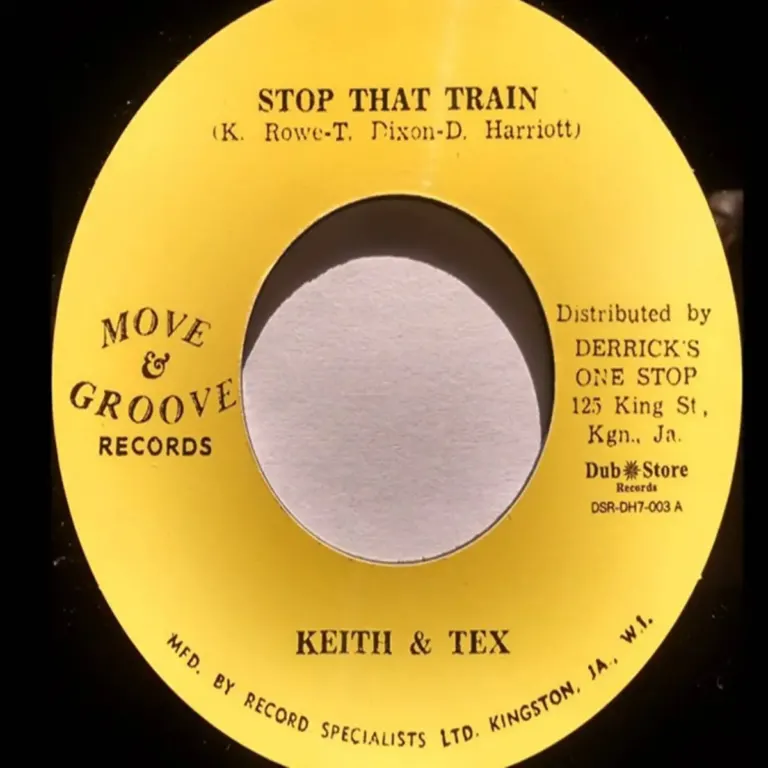 STOP THAT TRAIN
(K. Rowe-T. Dixon-D. Harriott)
MOVE
&
GROOVE
RECORDS
Distributed by
DERRICK'S
ONE STOP
125 King St,
Kgn., Ja.
Dub Store
Records
DSR-DH7-003 A
KEITH & TEX
MFD. BY RECORD SPECIALISTS LTD. KINGSTON, JA., W.I.